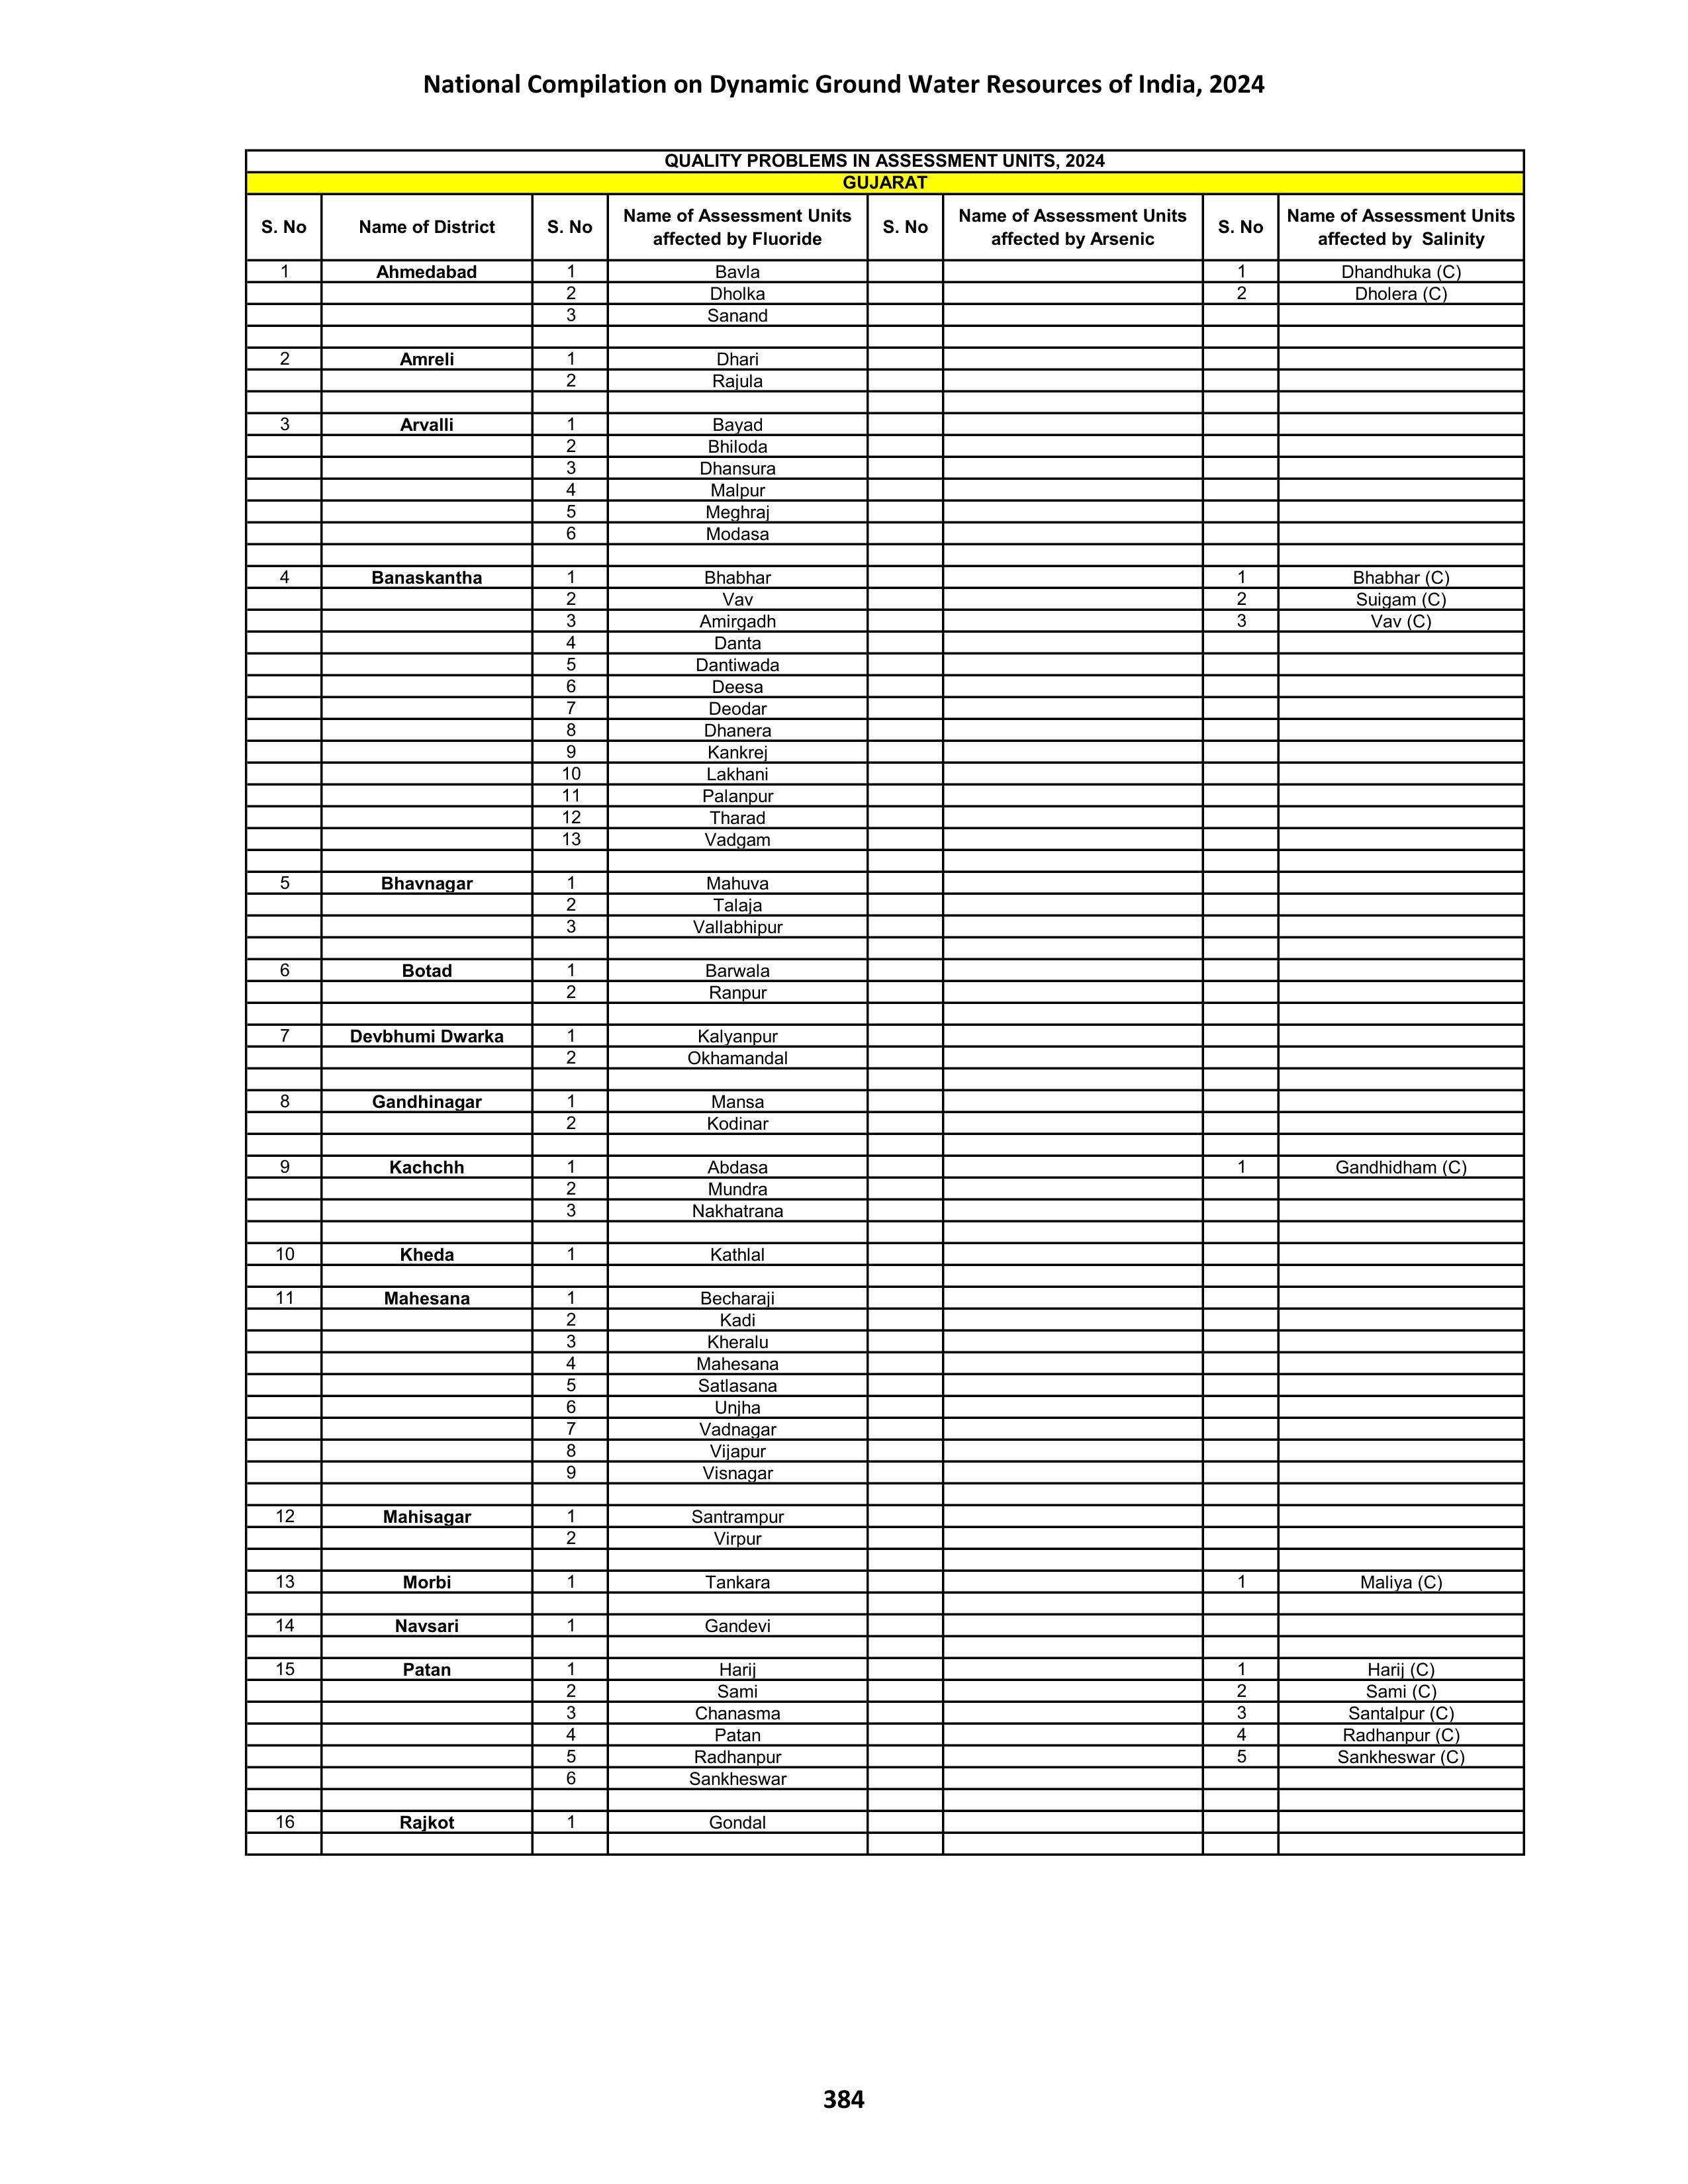 National Compilation on Dynamic Ground Water Resources of India, 2024
QUALITY PROBLEMS IN ASSESSMENT UNITS, 2024
GUJARAT
S. No Name of District S. No Name of Assessment Units affected by Fluoride S. No Name of Assessment Units affected by Arsenic S. No Name of Assessment Units affected by Salinity
1 Ahmedabad 1 Bavla 1 Dhandhuka (C)
2 Dholka 2 Dholera (C)
3 Sanand
2 Amreli 1 Dhari
2 Rajula
3 Arvalli 1 Bayad
2 Bhiloda
3 Dhansura
4 Malpur
5 Meghraj
6 Modasa
4 Banaskantha 1 Bhabhar 1 Bhabhar (C)
2 Vav 2 Suigam (C)
3 Amirgadh 3 Vav (C)
4 Danta
5 Dantiwada
6 Deesa
7 Deodar
8 Dhanera
9 Kankrej
10 Lakhani
11 Palanpur
12 Tharad
13 Vadgam
5 Bhavnagar 1 Mahuva
2 Talaja
3 Vallabhipur
6 Botad 1 Barwala
2 Ranpur
7 Devbhumi Dwarka 1 Kalyanpur
2 Okhamandal
8 Gandhinagar 1 Mansa
2 Kodinar
9 Kachchh 1 Abdasa 1 Gandhidham (C)
2 Mundra
3 Nakhatrana
10 Kheda 1 Kathlal
11 Mahesana 1 Becharaji
2 Kadi
3 Kheralu
4 Mahesana
5 Satlasana
6 Unjha
7 Vadnagar
8 Vijapur
9 Visnagar
12 Mahisagar 1 Santrampur
2 Virpur
13 Morbi 1 Tankara 1 Maliya (C)
14 Navsari 1 Gandevi
15 Patan 1 Harij 1 Harij (C)
2 Sami 2 Sami (C)
3 Chanasma 3 Santalpur (C)
4 Patan 4 Radhanpur (C)
5 Radhanpur 5 Sankheswar (C)
6 Sankheswar
16 Rajkot 1 Gondal
384